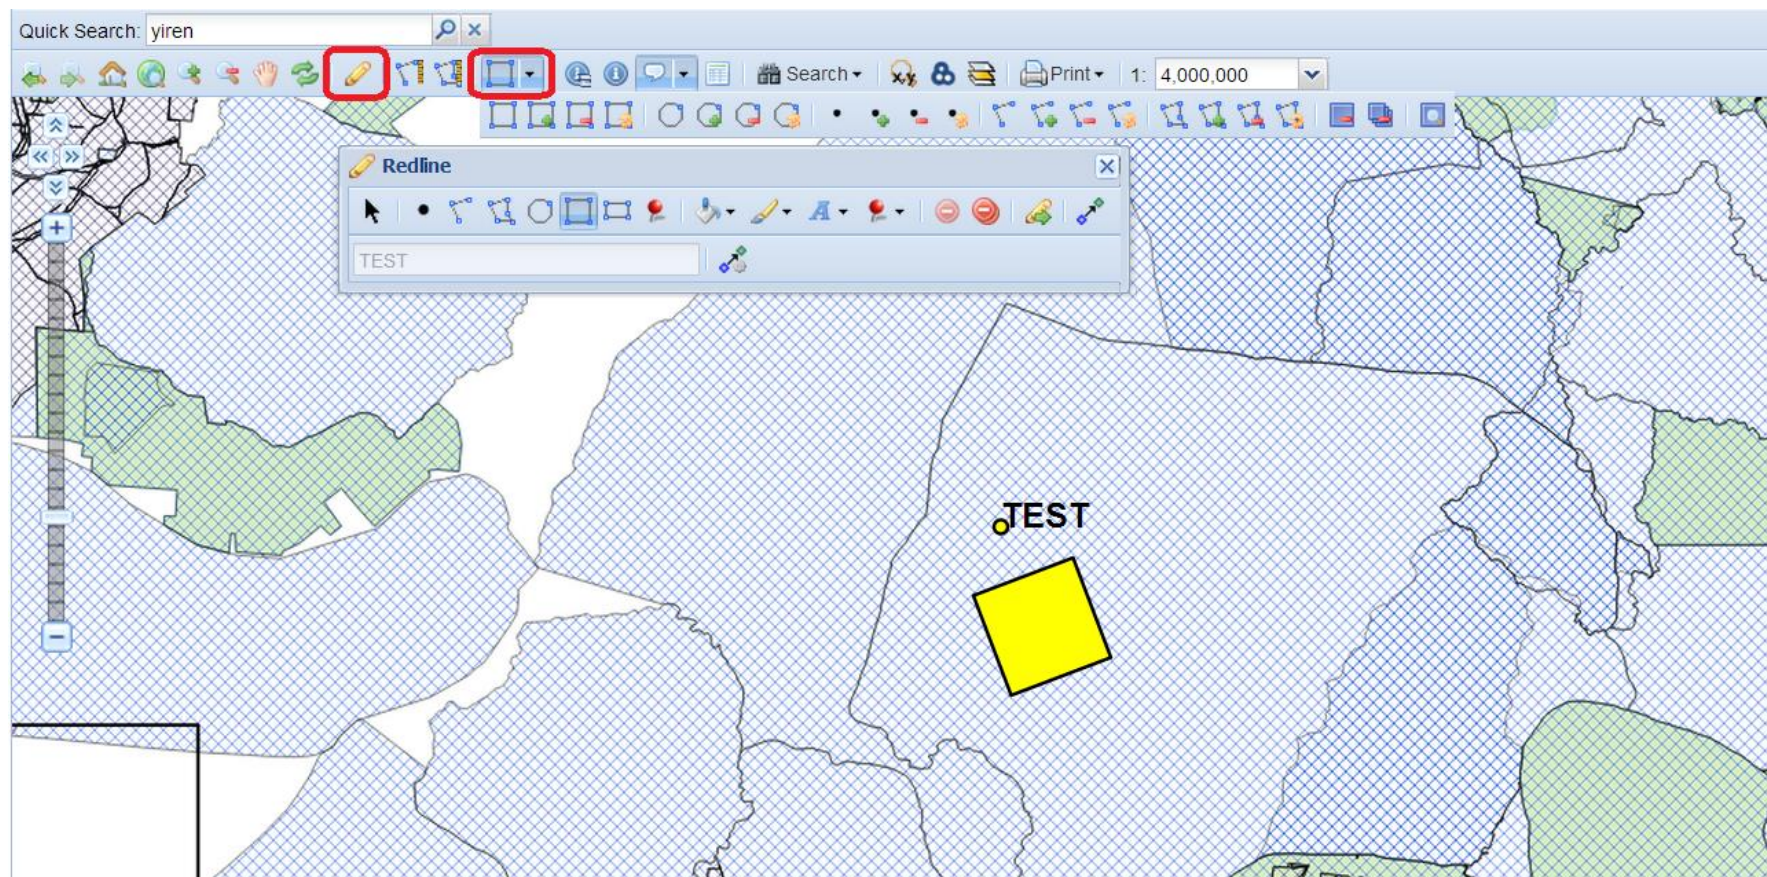 Quick Search: yiren
Search Print 1: 4,000,000
Redline
TEST
TEST